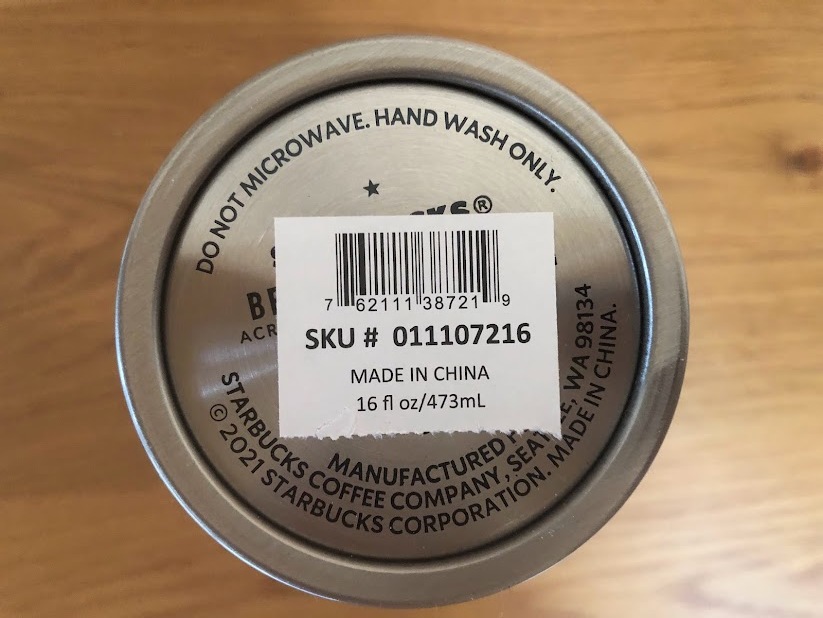 DO NOT MICROWAVE. HAND WASH ONLY.
7 62111 38721 9
SKU # 011107216
MADE IN CHINA
16 fl oz/473mL
MANUFACTURED
STARBUCKS COFFEE COMPANY, SEATTLE, WA 98134
© 2021 STARBUCKS CORPORATION. MADE IN CHINA.